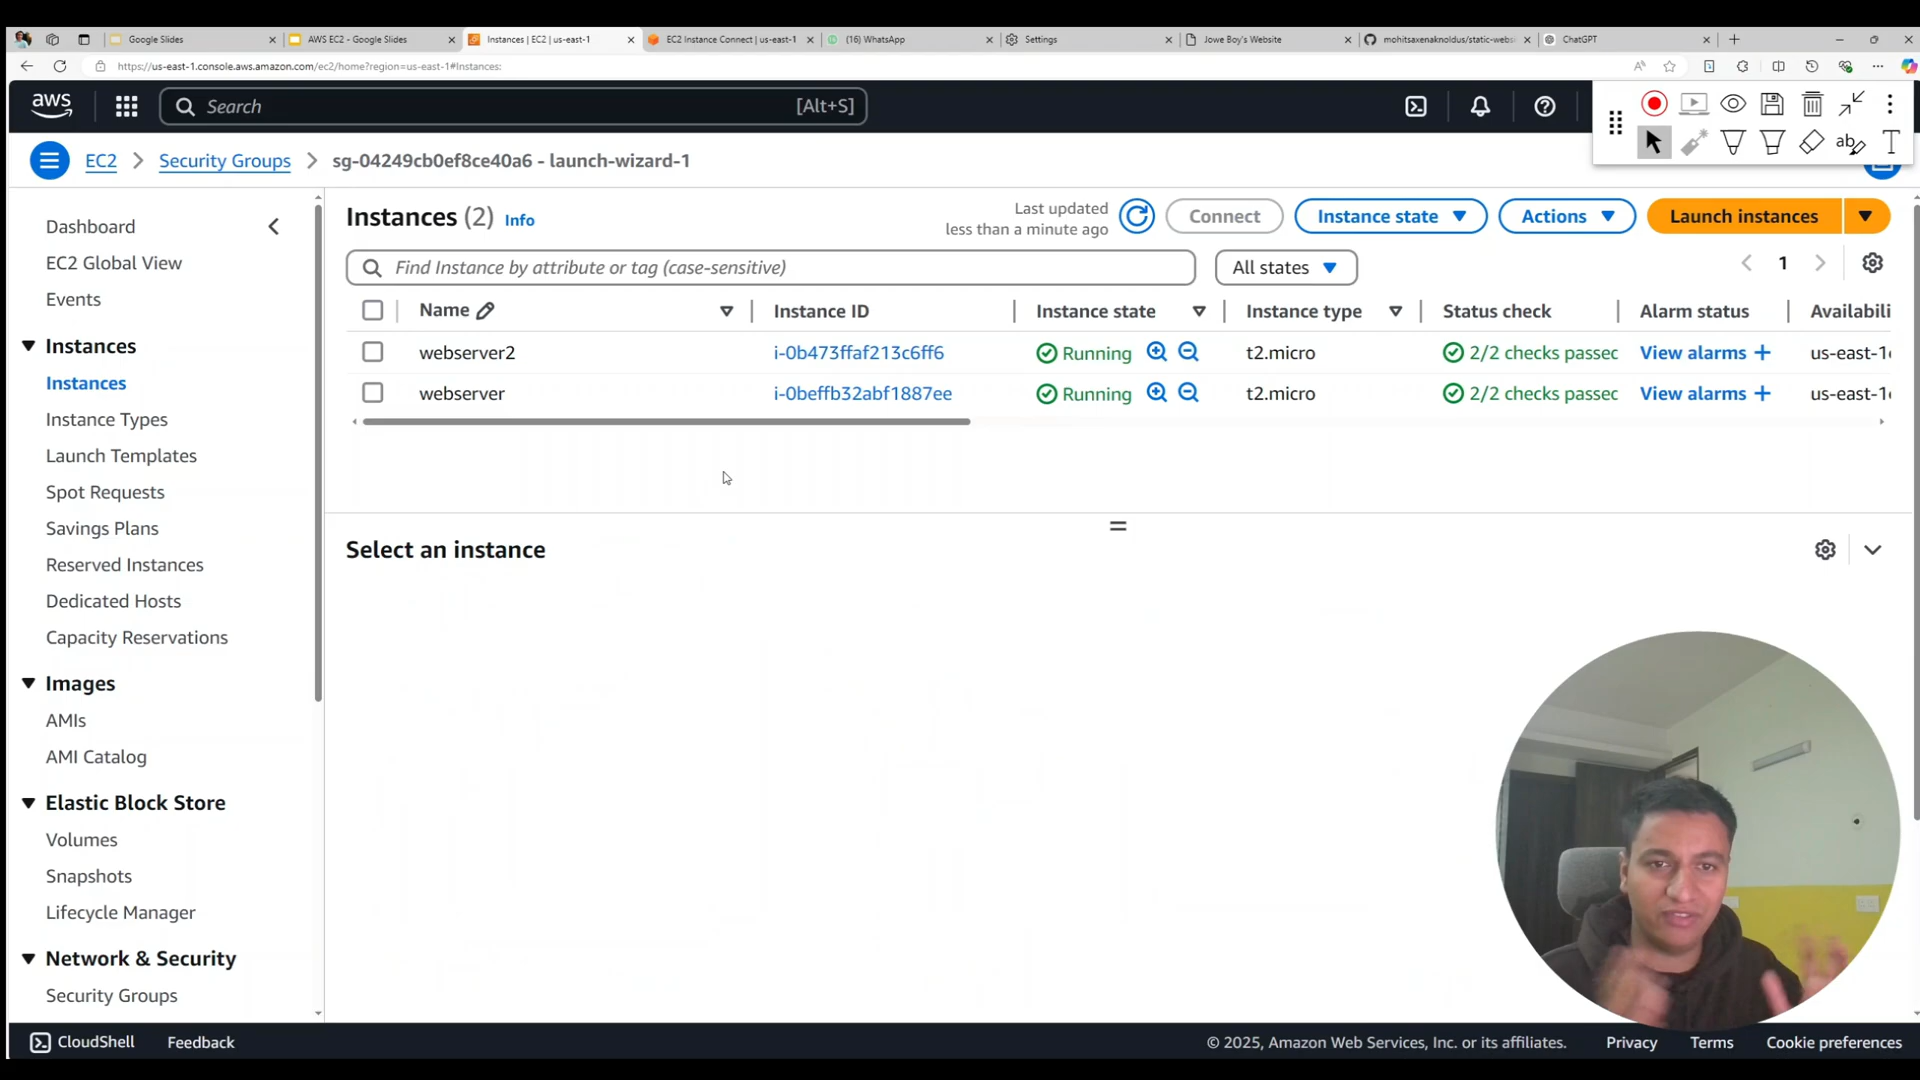 Google Slides
AWS EC2 - Google Slides
Instances | EC2 | us-east-1
EC2 Instance Connect | us-east-1
(16) WhatsApp
Settings
Jowe Boy's Website
mohitsaxenaknoldus/static-webs
ChatGPT
https://us-east-1.console.aws.amazon.com/ec2/home?region=us-east-1#Instances:
aws
Search
[Alt+S]
EC2
Security Groups
sg-04249cb0ef8ce40a6 - launch-wizard-1
Dashboard
EC2 Global View
Events
Instances
Instances
Instance Types
Launch Templates
Spot Requests
Savings Plans
Reserved Instances
Dedicated Hosts
Capacity Reservations
Images
AMIs
AMI Catalog
Elastic Block Store
Volumes
Snapshots
Lifecycle Manager
Network & Security
Security Groups
Instances (2) Info
Last updated
less than a minute ago
Connect
Instance state
Actions
Launch instances
Find Instance by attribute or tag (case-sensitive)
All states
1
Name Instance ID Instance state Instance type Status check Alarm status Availabili
webserver2 i-0b473ffaf213c6ff6 Running t2.micro 2/2 checks passec View alarms + us-east-1
webserver i-0beffb32abf1887ee Running t2.micro 2/2 checks passec View alarms + us-east-1
Select an instance
CloudShell Feedback © 2025, Amazon Web Services, Inc. or its affiliates. Privacy Terms Cookie preferences